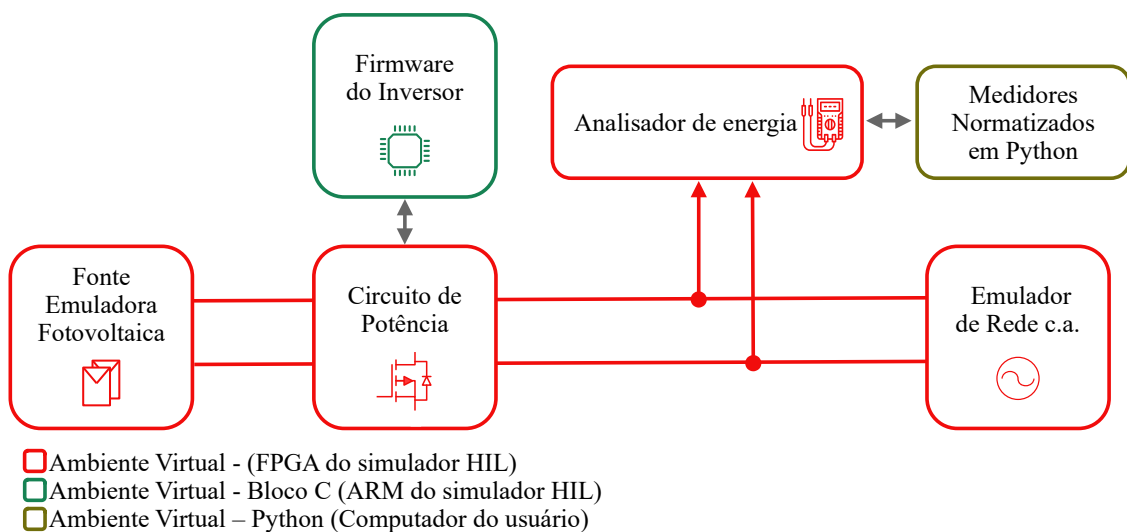 Firmware
do Inversor
Analisador de energia
Medidores
Normatizados
em Python
Fonte
Emuladora
Fotovoltaica
Circuito de
Potência
Emulador
de Rede c.a.
Ambiente Virtual - (FPGA do simulador HIL)
Ambiente Virtual - Bloco C (ARM do simulador HIL)
Ambiente Virtual – Python (Computador do usuário)